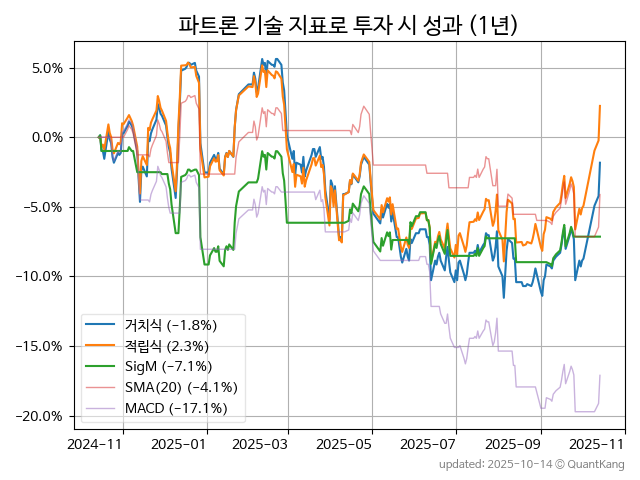 파트론 기술 지표로 투자 시 성과 (1년)
5.0%
0.0%
−5.0%
−10.0%
−15.0%
−20.0%
거치식 (−1.8%)
적립식 (2.3%)
SigM (−7.1%)
SMA(20) (−4.1%)
MACD (−17.1%)
2024−11 2025−01 2025−03 2025−05 2025−07 2025−09 2025−11
updated: 2025-10-14 © QuantKang